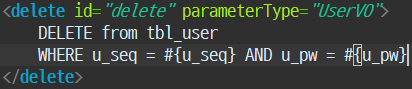 <delete id="delete" parameterType="UserVO">
DELETE from tbl_user
WHERE u_seq = #{u_seq} AND u_pw = #{u_pw}
</delete>